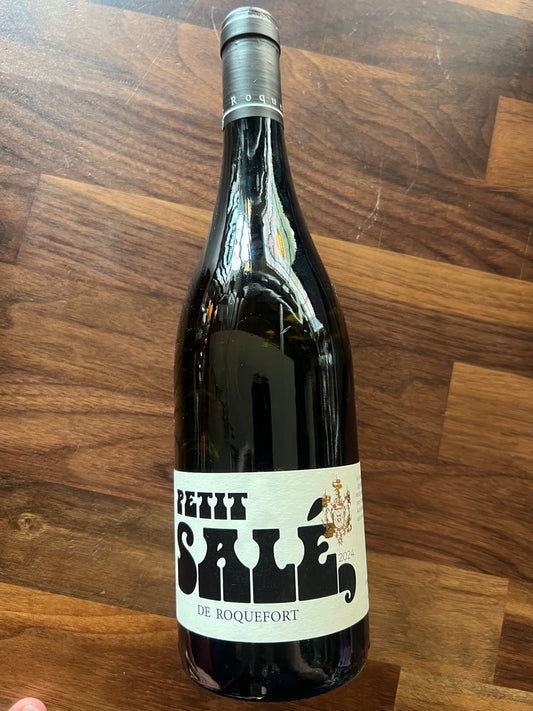 Roque
PETIT
SALÉ,
2024
DE ROQUEFORT